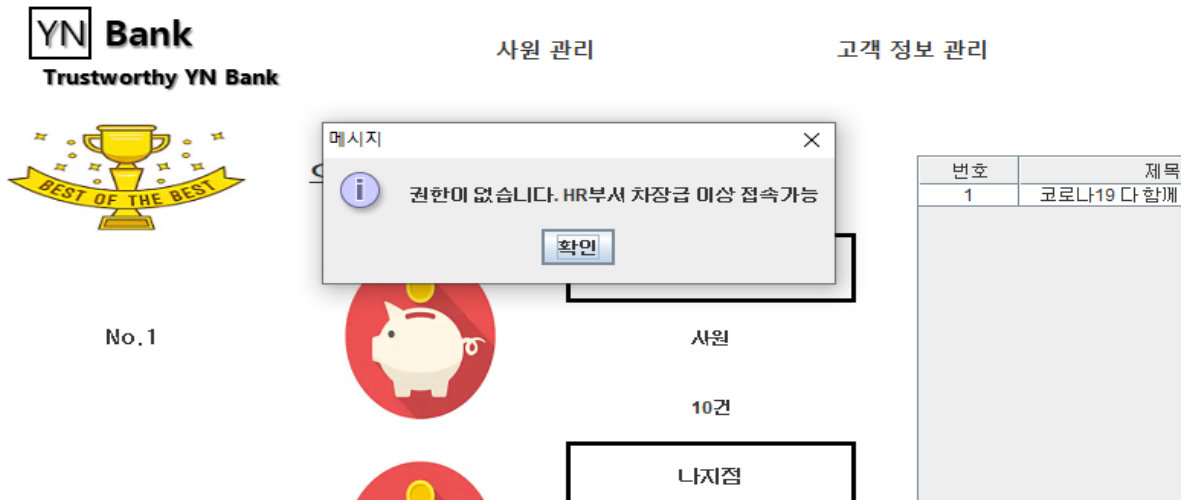 YN Bank
Trustworthy YN Bank
사원 관리
고객 정보 관리
BEST OF THE BEST
메시지
권한이 없습니다. HR부서 차장급 이상 접속가능
확인
번호 제목
1 코로나19 다 함께
No.1
사원
10건
나지점